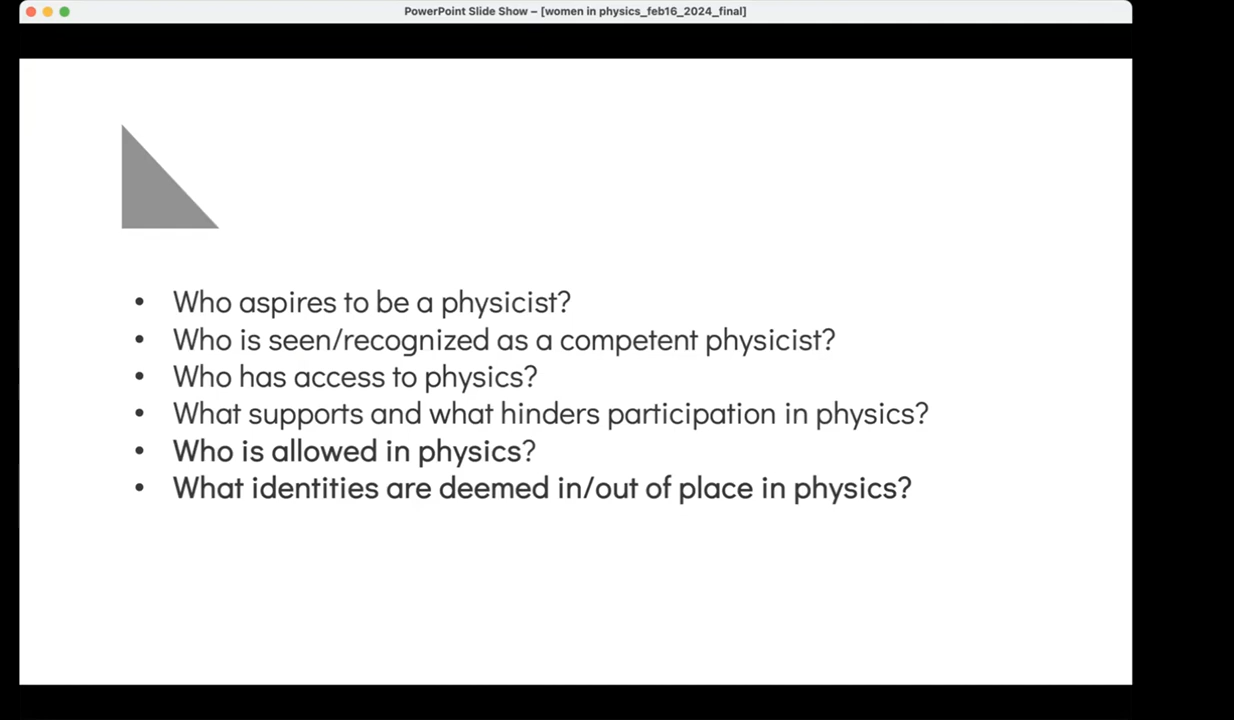 PowerPoint Slide Show – [women in physics_feb16_2024_final]
• Who aspires to be a physicist?
• Who is seen/recognized as a competent physicist?
• Who has access to physics?
• What supports and what hinders participation in physics?
• Who is allowed in physics?
• What identities are deemed in/out of place in physics?